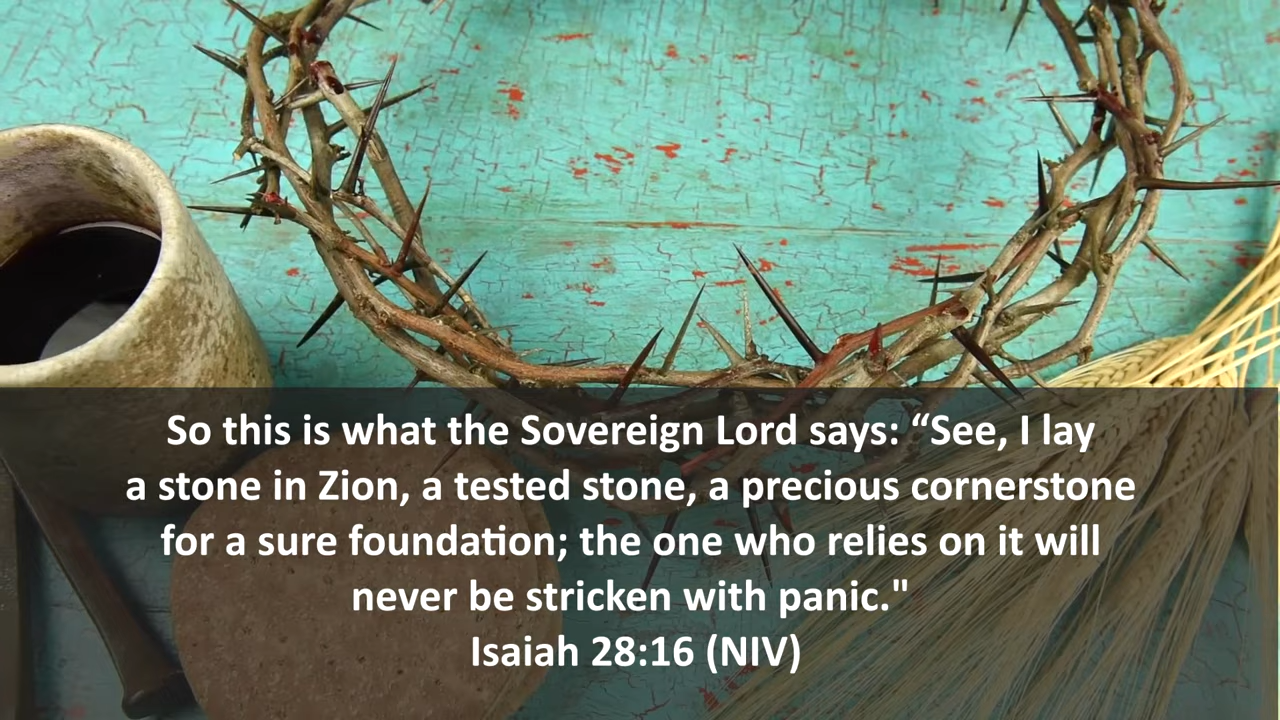 So this is what the Sovereign Lord says: “See, I lay
a stone in Zion, a tested stone, a precious cornerstone
for a sure foundation; the one who relies on it will
never be stricken with panic."
Isaiah 28:16 (NIV)